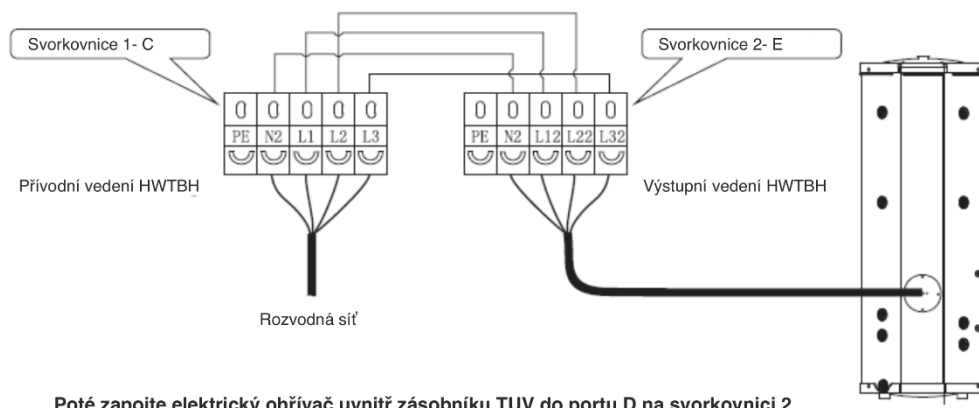 Svorkovnice 1- C
Svorkovnice 2- E
PE N2 L1 L2 L3
PE N2 L12 L22 L32
Přívodní vedení HWTBH
Výstupní vedení HWTBH
Rozvodná síť
Poté zapojte elektrický ohřívač uvnitř zásobníku TUV do portu D na svorkovnici 2